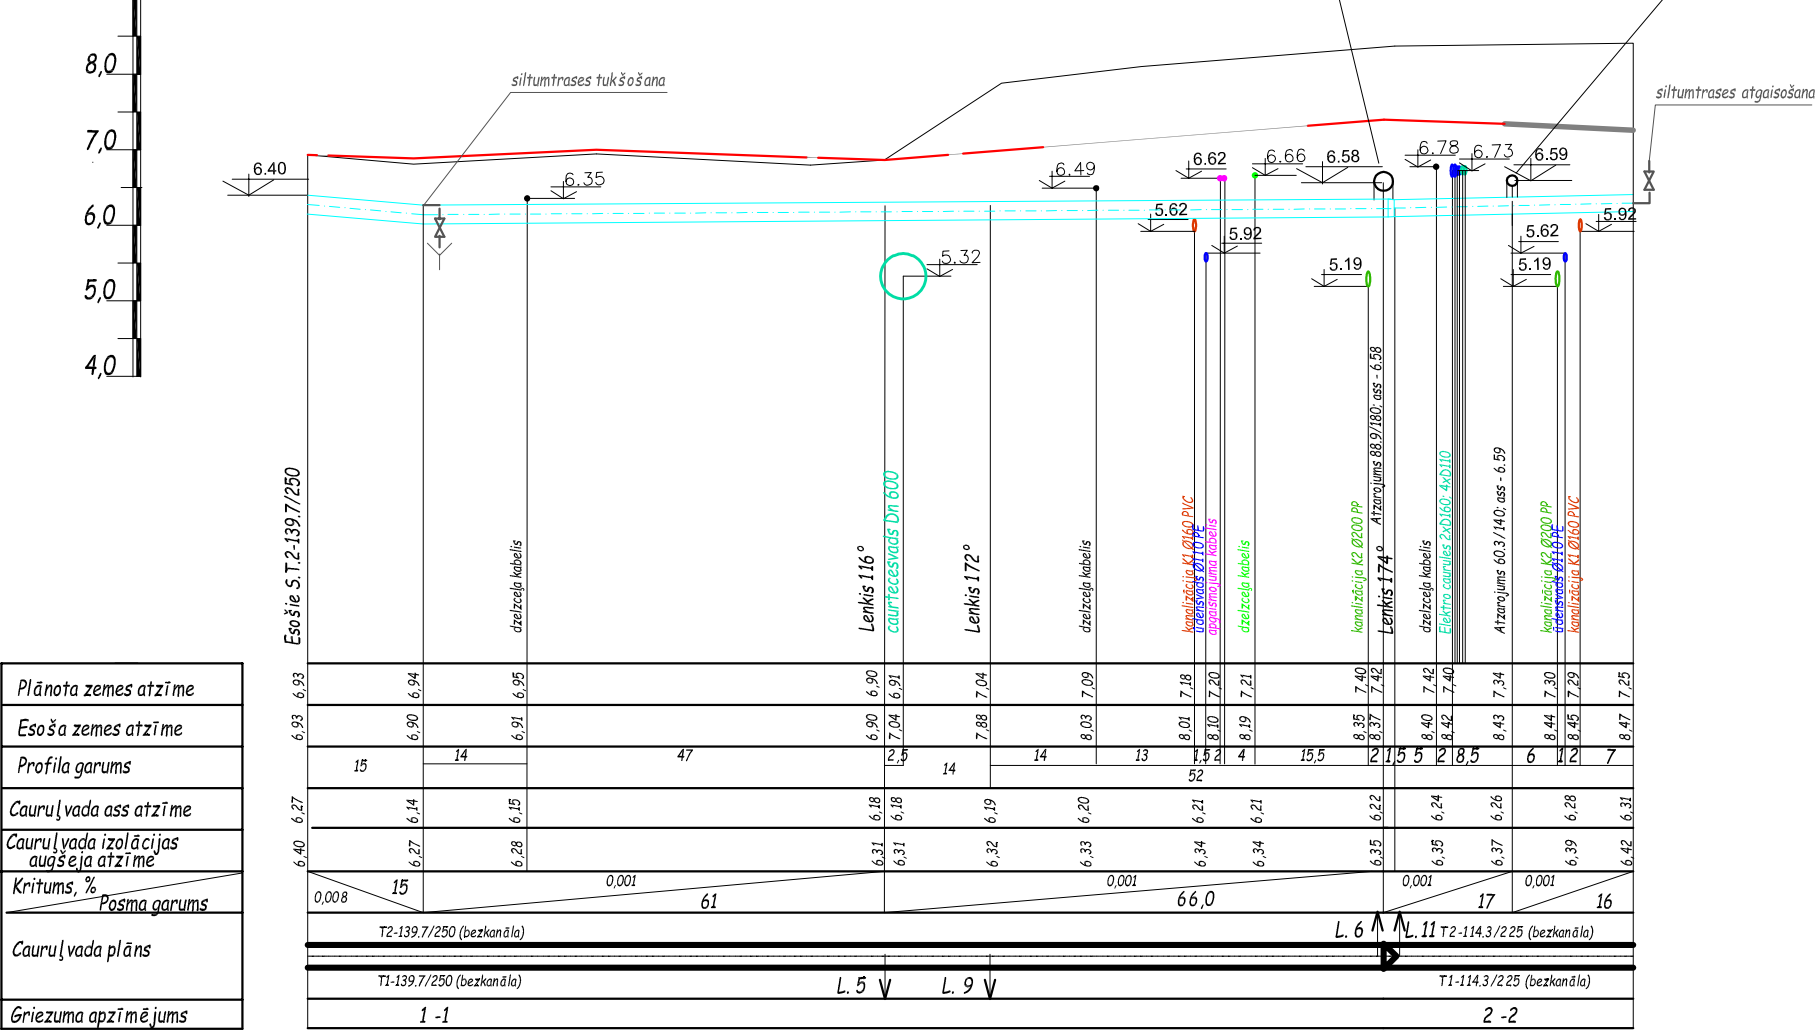 8,0
7,0
6,0
5,0
4,0
siltumtrases tukšošana
siltumtrases atgaisošana
6.40
6.35
5.32
6.49
5.62
6.62
5.92
6.66
6.58
5.19
6.78
6.73
6.59
5.62
5.19
5.92
Esošie S.T.2-139.7/250
dzelzceļa kabelis
Lenkis 116°
caurtecesvads Dn 600
Lenkis 172°
dzelzceļa kabelis
kanalizācija K1 Ø160 PVC
ūdensvads Ø110 PE
apgaismojuma kabelis
dzelzceļa kabelis
kanalizācija K2 Ø200 PP
Atzarojums 88.9/180; ass - 6.58
Lenkis 174°
dzelzceļa kabelis
Elektro caurules 2xD160; 4xD110
Atzarojums 60.3/140; ass - 6.59
kanalizācija K2 Ø200 PP
ūdensvads Ø110 PE
kanalizācija K1 Ø160 PVC
Plānota zemes atzīme
6,93 6,94 6,95 6,90 6,91 7,04 7,09 7,18 7,20 7,21 7,40 7,42 7,42 7,40 7,34 7,30 7,29 7,25
Esoša zemes atzīme
6,93 6,90 6,91 6,90 7,04 7,88 8,03 8,01 8,10 8,19 8,35 8,37 8,40 8,42 8,43 8,44 8,45 8,47
Profila garums
15 14 47 2,5 14 14 13 1,5 2 4 15,5 2 1,5 5 2 8,5 6 1 2 7
52
Cauruļvada ass atzīme
6,27 6,14 6,15 6,18 6,18 6,19 6,20 6,21 6,21 6,22 6,24 6,26 6,28 6,31
Cauruļvada izolācijas
augšeja atzīme
6,40 6,27 6,28 6,31 6,31 6,32 6,33 6,34 6,34 6,35 6,35 6,37 6,39 6,42
Kritums, %
Posma garums
0,008 15 0,001 61 0,001 66,0 0,001 17 0,001 16
Cauruļvada plāns
T2-139.7/250 (bezkanāla)
L. 6 L. 11 T2-114.3/225 (bezkanāla)
T1-139.7/250 (bezkanāla)
L. 5 L. 9
T1-114.3/225 (bezkanāla)
Griezuma apzīmējums
1 -1
2 -2